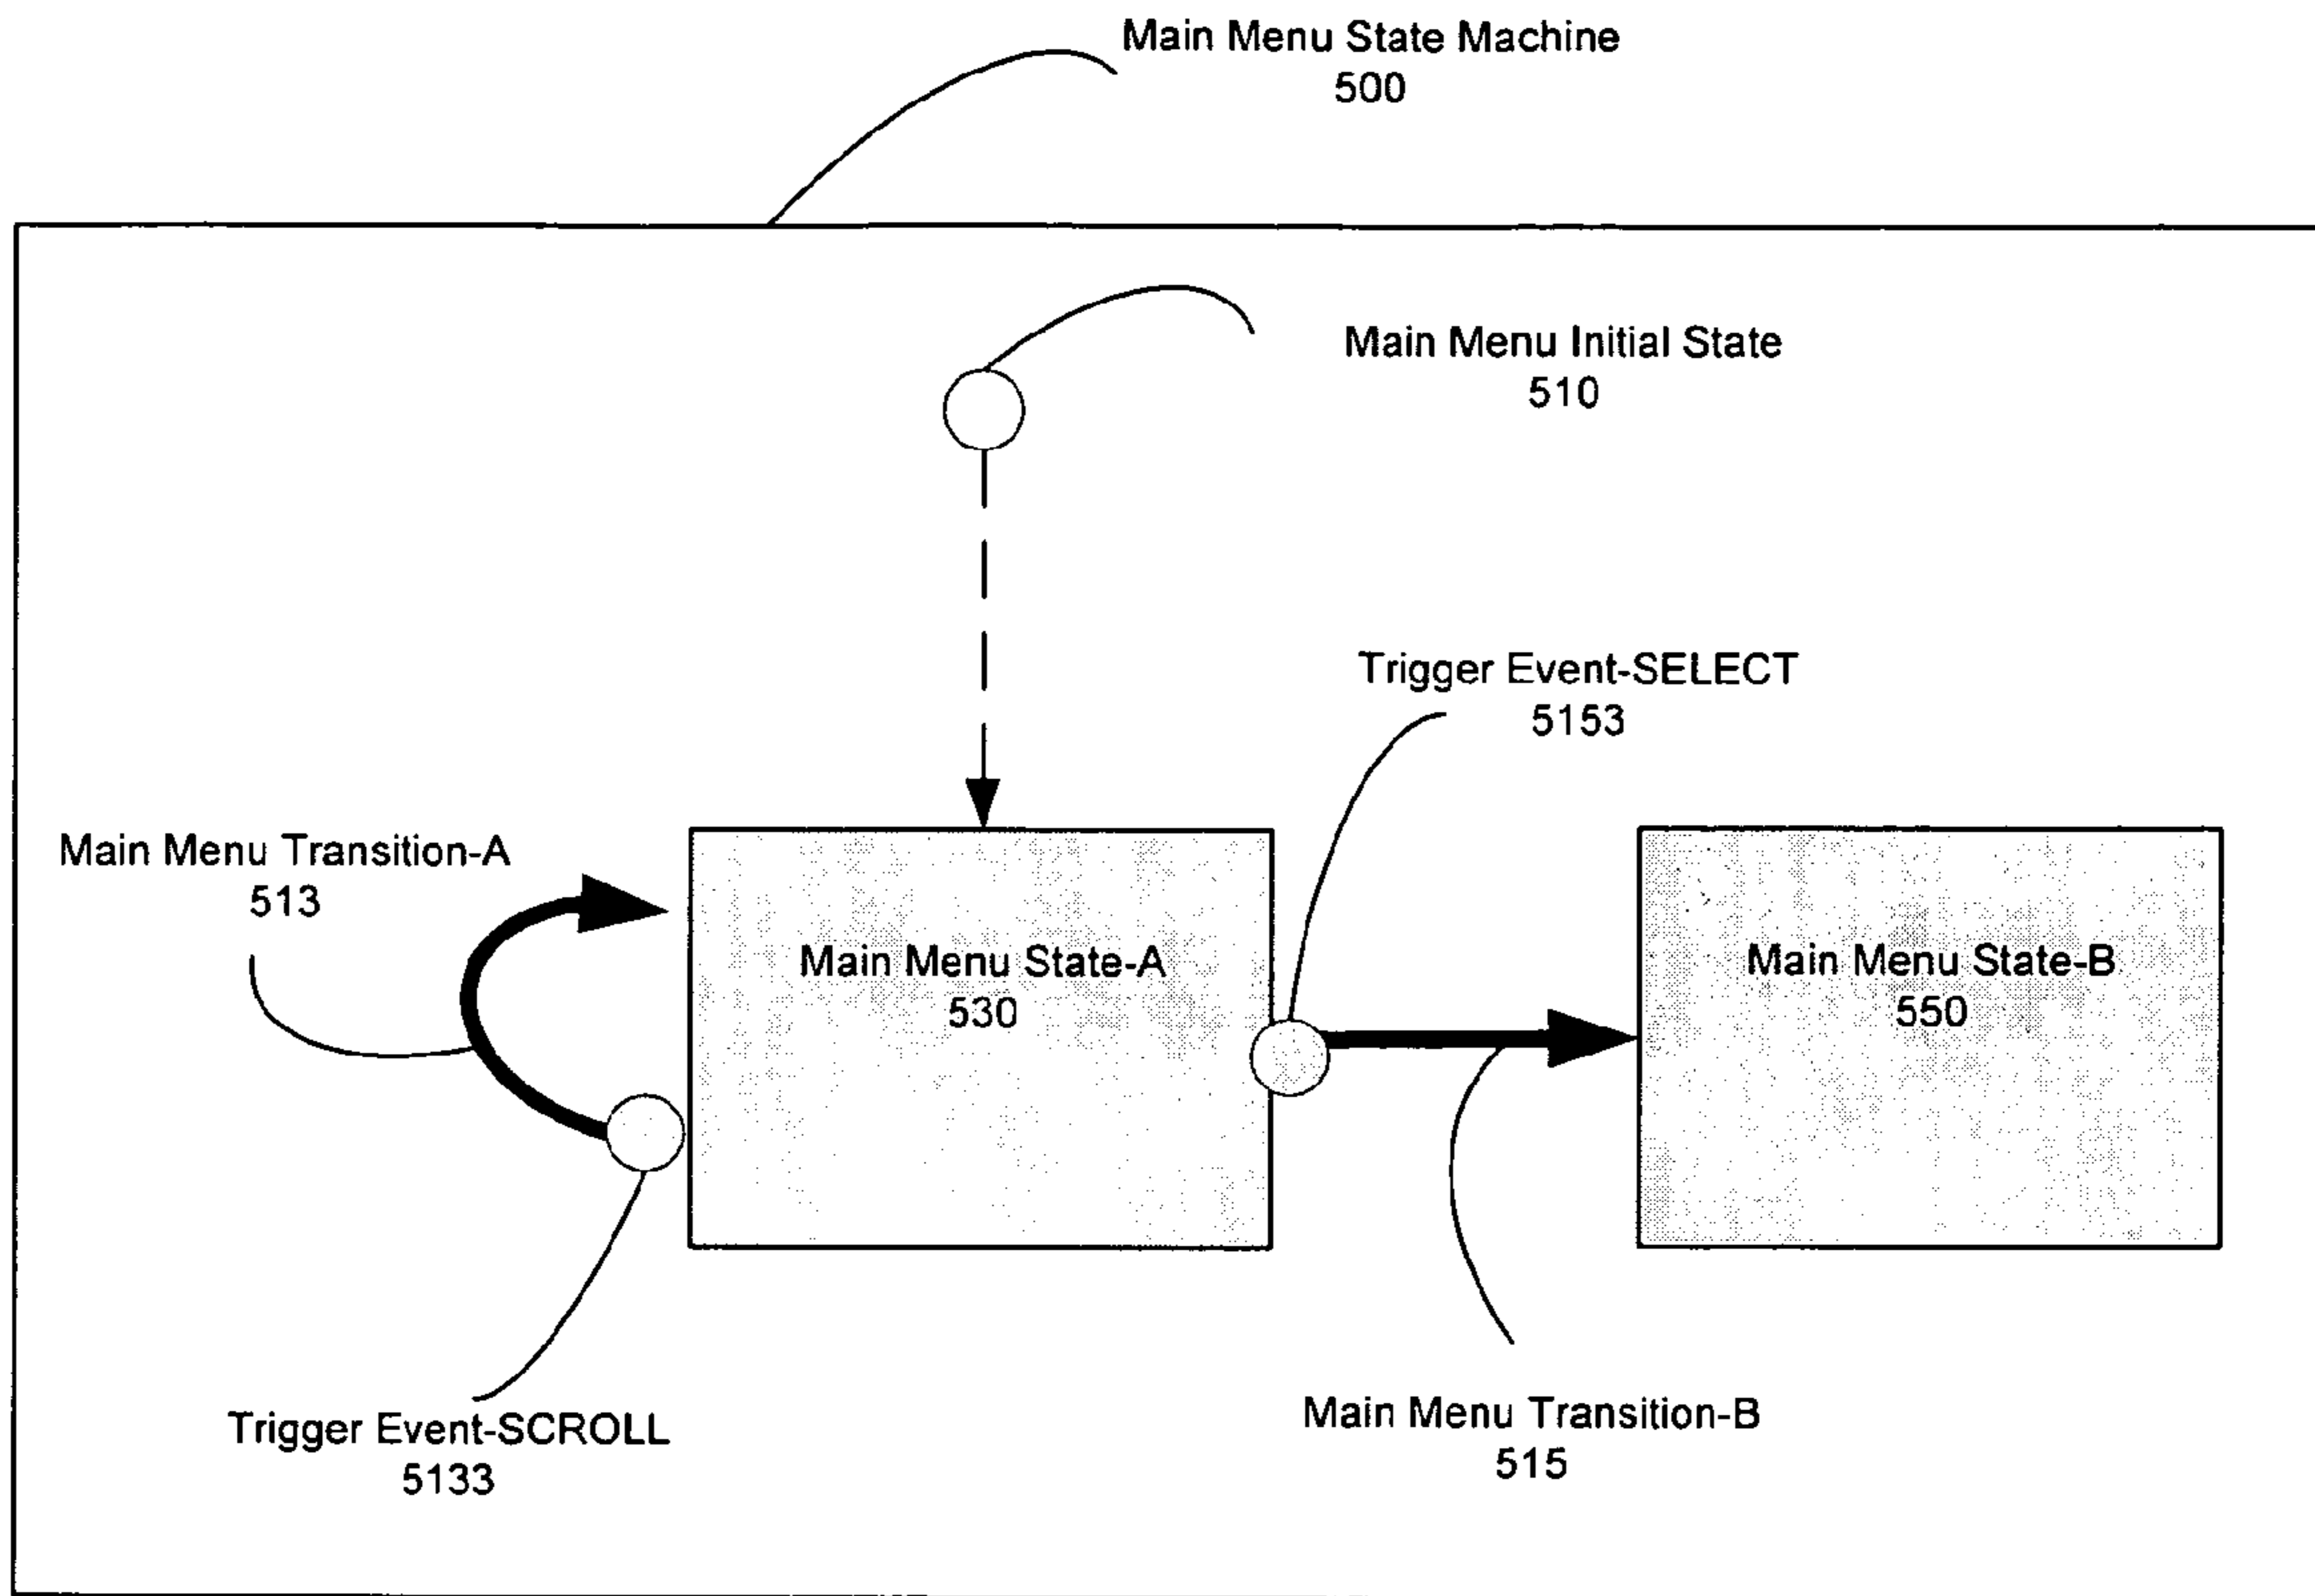 Main Menu State Machine
500
Main Menu Initial State
510
Trigger Event-SELECT
5153
Main Menu Transition-A
513
Main Menu State-A
530
Main Menu State-B
550
Trigger Event-SCROLL
5133
Main Menu Transition-B
515